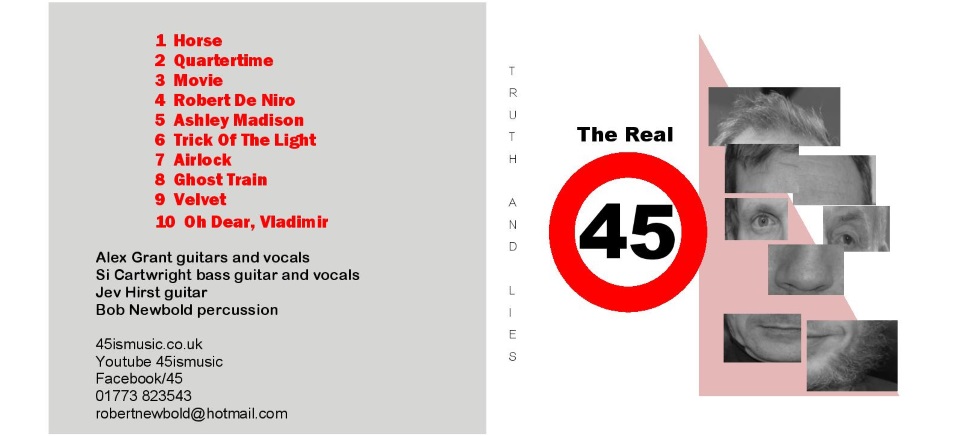 1 Horse
2 Quartertime
3 Movie
4 Robert De Niro
5 Ashley Madison
6 Trick Of The Light
7 Airlock
8 Ghost Train
9 Velvet
10 Oh Dear, Vladimir
Alex Grant guitars and vocals
Si Cartwright bass guitar and vocals
Jev Hirst guitar
Bob Newbold percussion
45ismusic.co.uk
Youtube 45ismusic
Facebook/45
01773 823543
robertnewbold@hotmail.com
TRUTH AND LIES
The Real
45